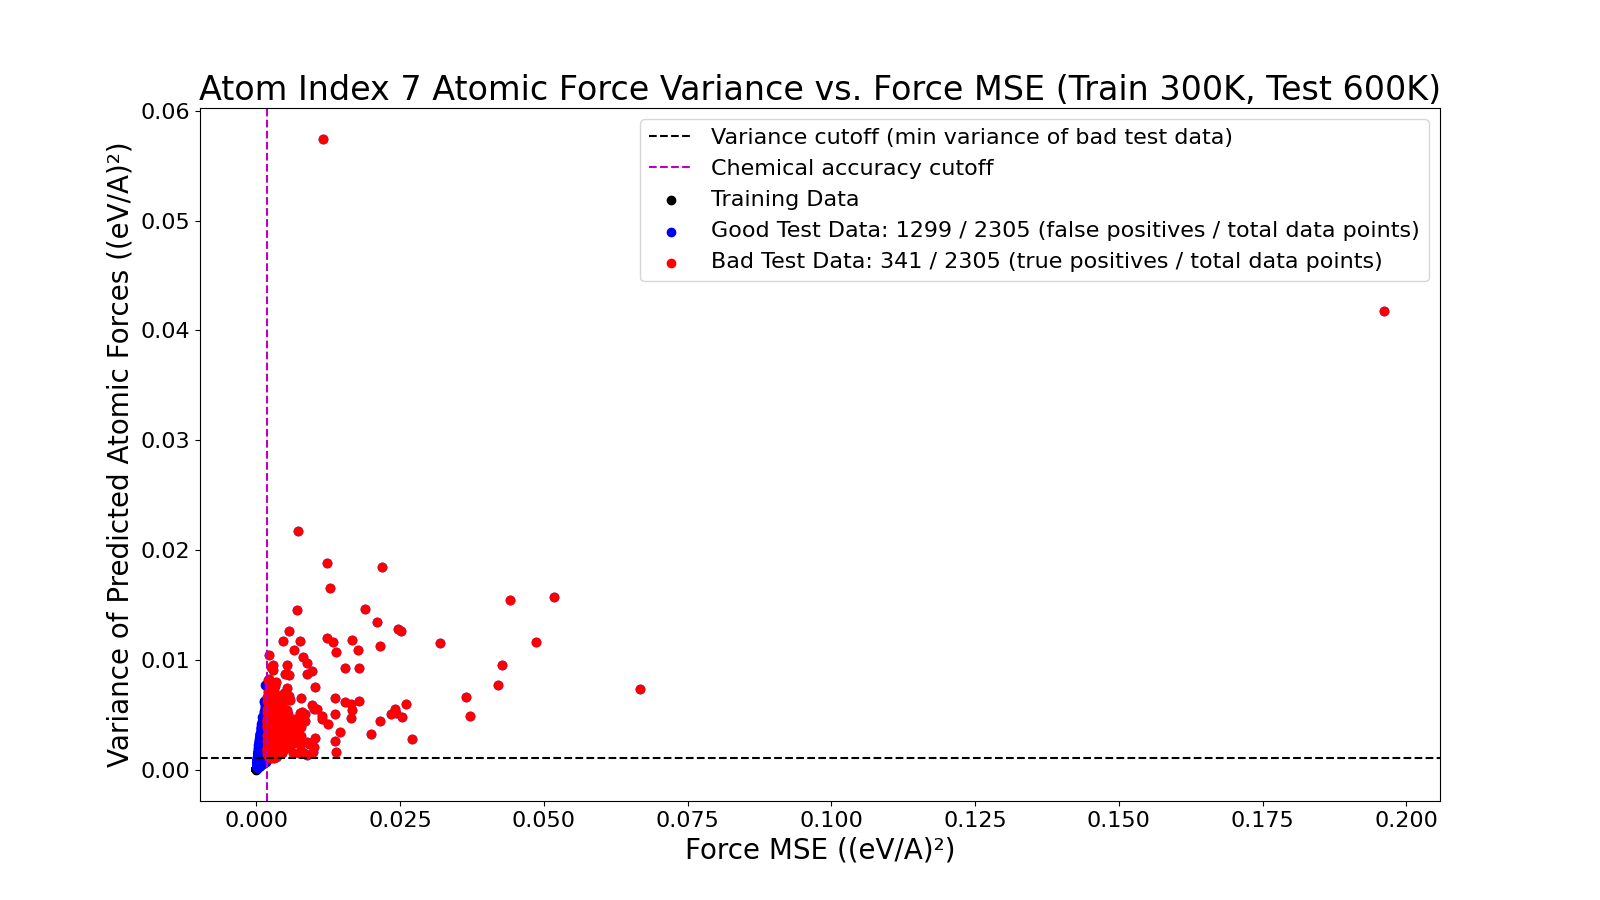 Atom Index 7 Atomic Force Variance vs. Force MSE (Train 300K, Test 600K)
Variance of Predicted Atomic Forces ((eV/A)²)
0.06
0.05
0.04
0.03
0.02
0.01
0.00
Variance cutoff (min variance of bad test data)
Chemical accuracy cutoff
Training Data
Good Test Data: 1299 / 2305 (false positives / total data points)
Bad Test Data: 341 / 2305 (true positives / total data points)
0.000 0.025 0.050 0.075 0.100 0.125 0.150 0.175 0.200
Force MSE ((eV/A)²)